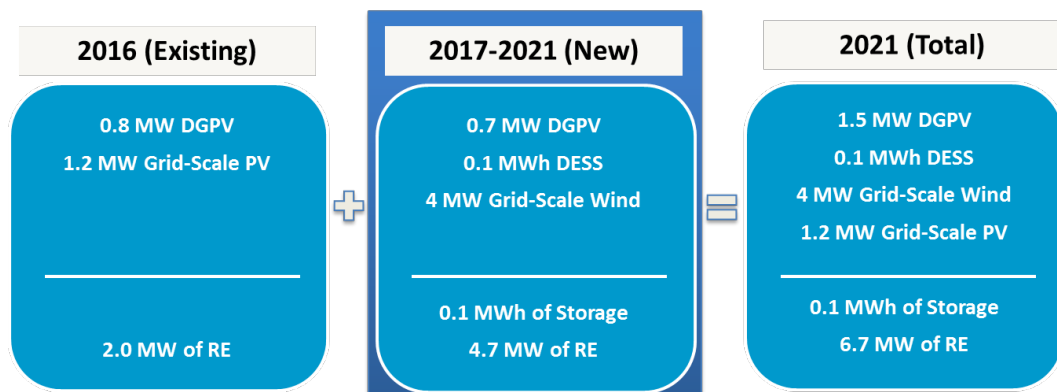 2016 (Existing)
0.8 MW DGPV
1.2 MW Grid-Scale PV
2.0 MW of RE
2017-2021 (New)
0.7 MW DGPV
0.1 MWh DESS
4 MW Grid-Scale Wind
0.1 MWh of Storage
4.7 MW of RE
2021 (Total)
1.5 MW DGPV
0.1 MWh DESS
4 MW Grid-Scale Wind
1.2 MW Grid-Scale PV
0.1 MWh of Storage
6.7 MW of RE